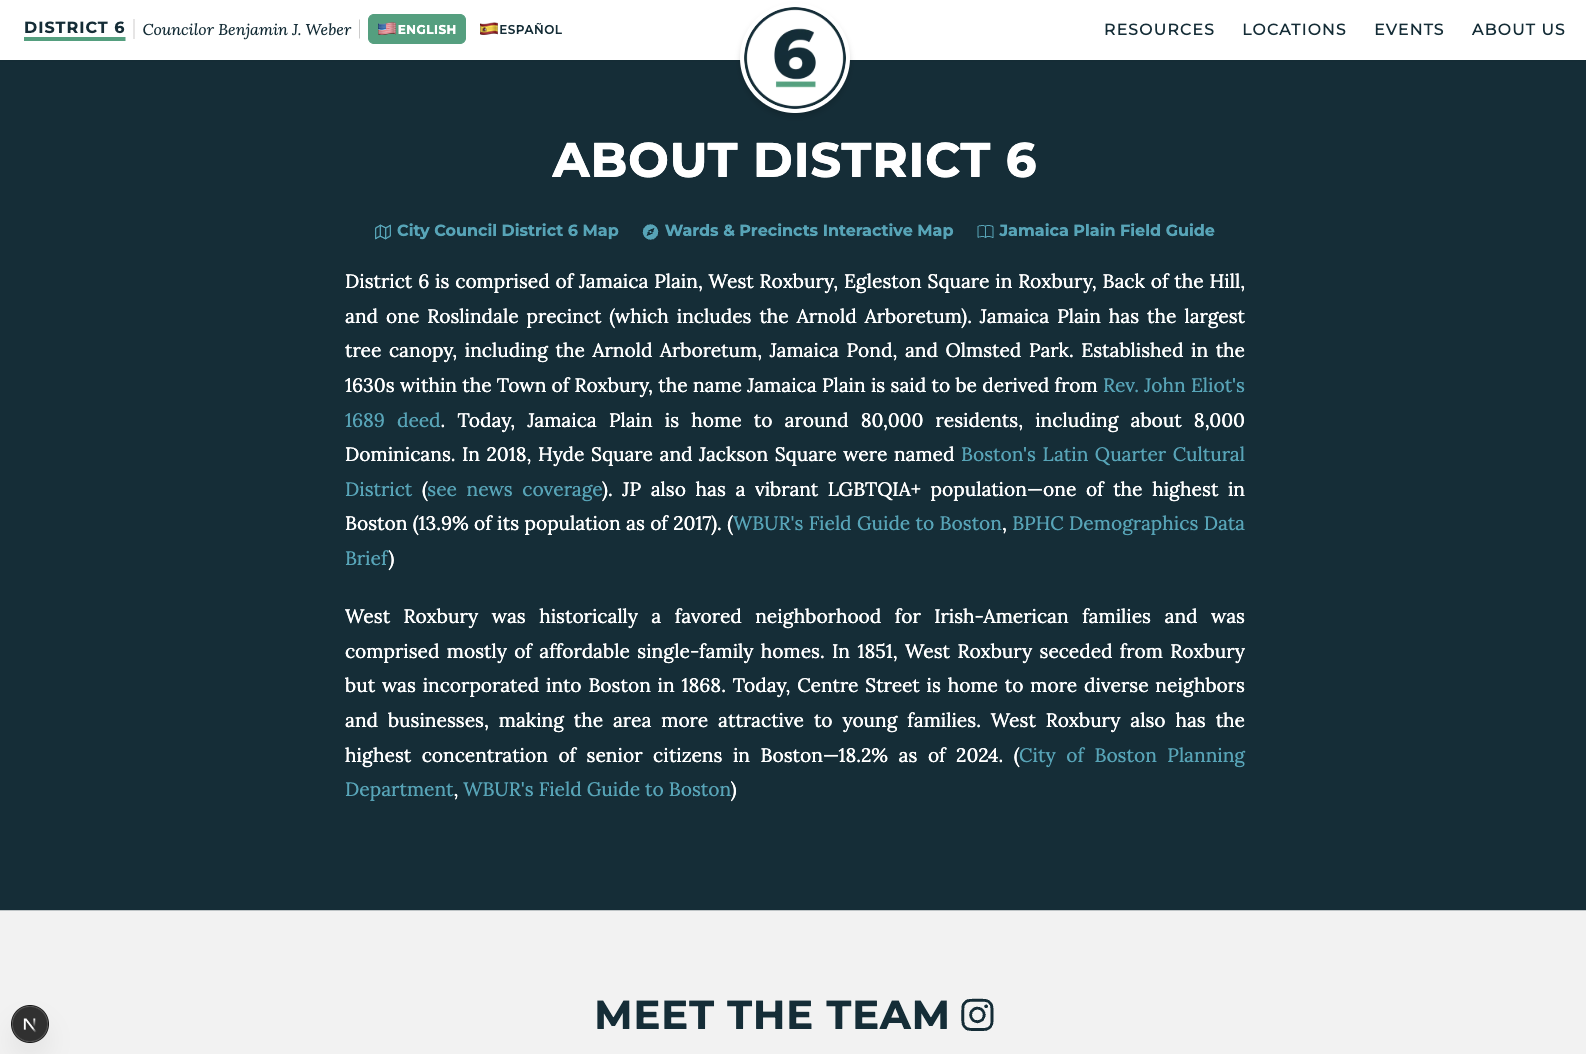 DISTRICT 6
Councilor Benjamin J. Weber
ENGLISH
ESPAÑOL
6
RESOURCES
LOCATIONS
EVENTS
ABOUT US
ABOUT DISTRICT 6
City Council District 6 Map
Wards & Precincts Interactive Map
Jamaica Plain Field Guide
District 6 is comprised of Jamaica Plain, West Roxbury, Egleston Square in Roxbury, Back of the Hill,
and one Roslindale precinct (which includes the Arnold Arboretum). Jamaica Plain has the largest
tree canopy, including the Arnold Arboretum, Jamaica Pond, and Olmsted Park. Established in the
1630s within the Town of Roxbury, the name Jamaica Plain is said to be derived from Rev. John Eliot's
1689 deed. Today, Jamaica Plain is home to around 80,000 residents, including about 8,000
Dominicans. In 2018, Hyde Square and Jackson Square were named Boston's Latin Quarter Cultural
District (see news coverage). JP also has a vibrant LGBTQIA+ population—one of the highest in
Boston (13.9% of its population as of 2017). (WBUR's Field Guide to Boston, BPHC Demographics Data
Brief)
West Roxbury was historically a favored neighborhood for Irish-American families and was
comprised mostly of affordable single-family homes. In 1851, West Roxbury seceded from Roxbury
but was incorporated into Boston in 1868. Today, Centre Street is home to more diverse neighbors
and businesses, making the area more attractive to young families. West Roxbury also has the
highest concentration of senior citizens in Boston—18.2% as of 2024. (City of Boston Planning
Department, WBUR's Field Guide to Boston)
MEET THE TEAM
N